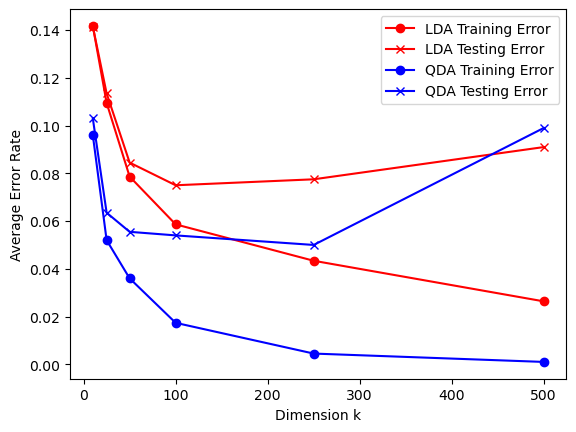 LDA Training Error
LDA Testing Error
QDA Training Error
QDA Testing Error
0.14
0.12
0.10
0.08
0.06
0.04
0.02
0.00
Average Error Rate
0 100 200 300 400 500
Dimension k